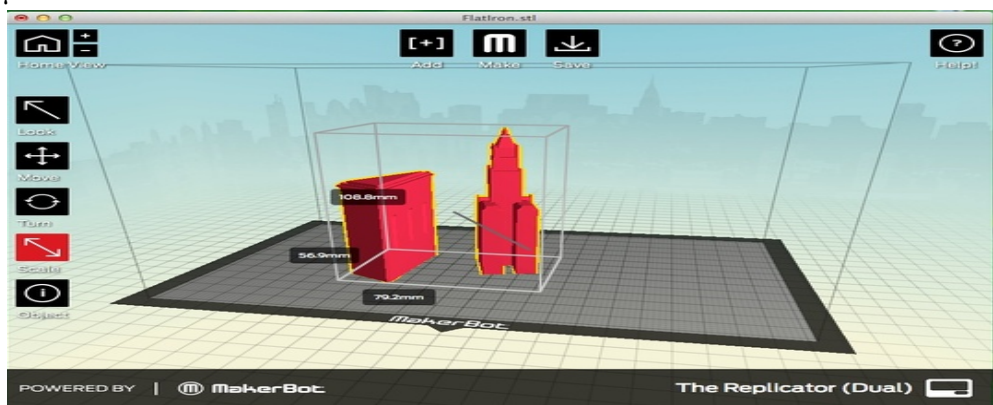 FlatIron.stl
[+]
M
?
Home View
+
-
Add
Make
Save
Help!
Look
Move
Turn
Scale
i
Object
108.8mm
56.9mm
79.2mm
MakerBot
POWERED BY | MakerBot.
The Replicator (Dual)